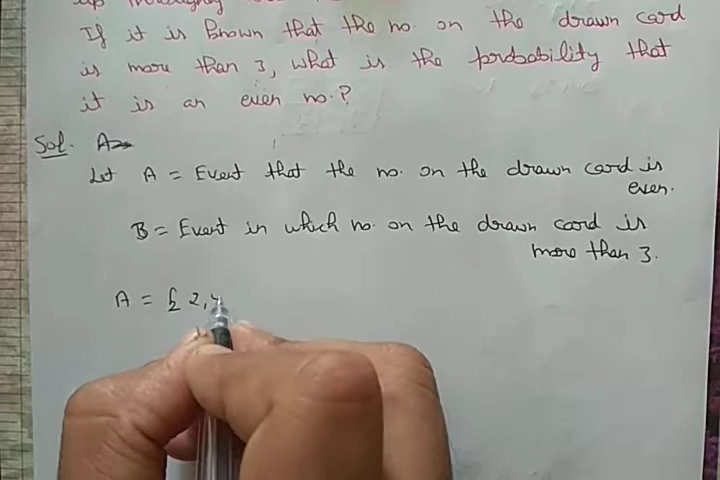 up
If it is known that the no. on the drawn card
is more than 3, what is the probability that
it is an even no.?
Sol. A
Let A = Event that the no. on the drawn card is
even.
B = Event in which no. on the drawn card is
more than 3.
A = { 2, 4